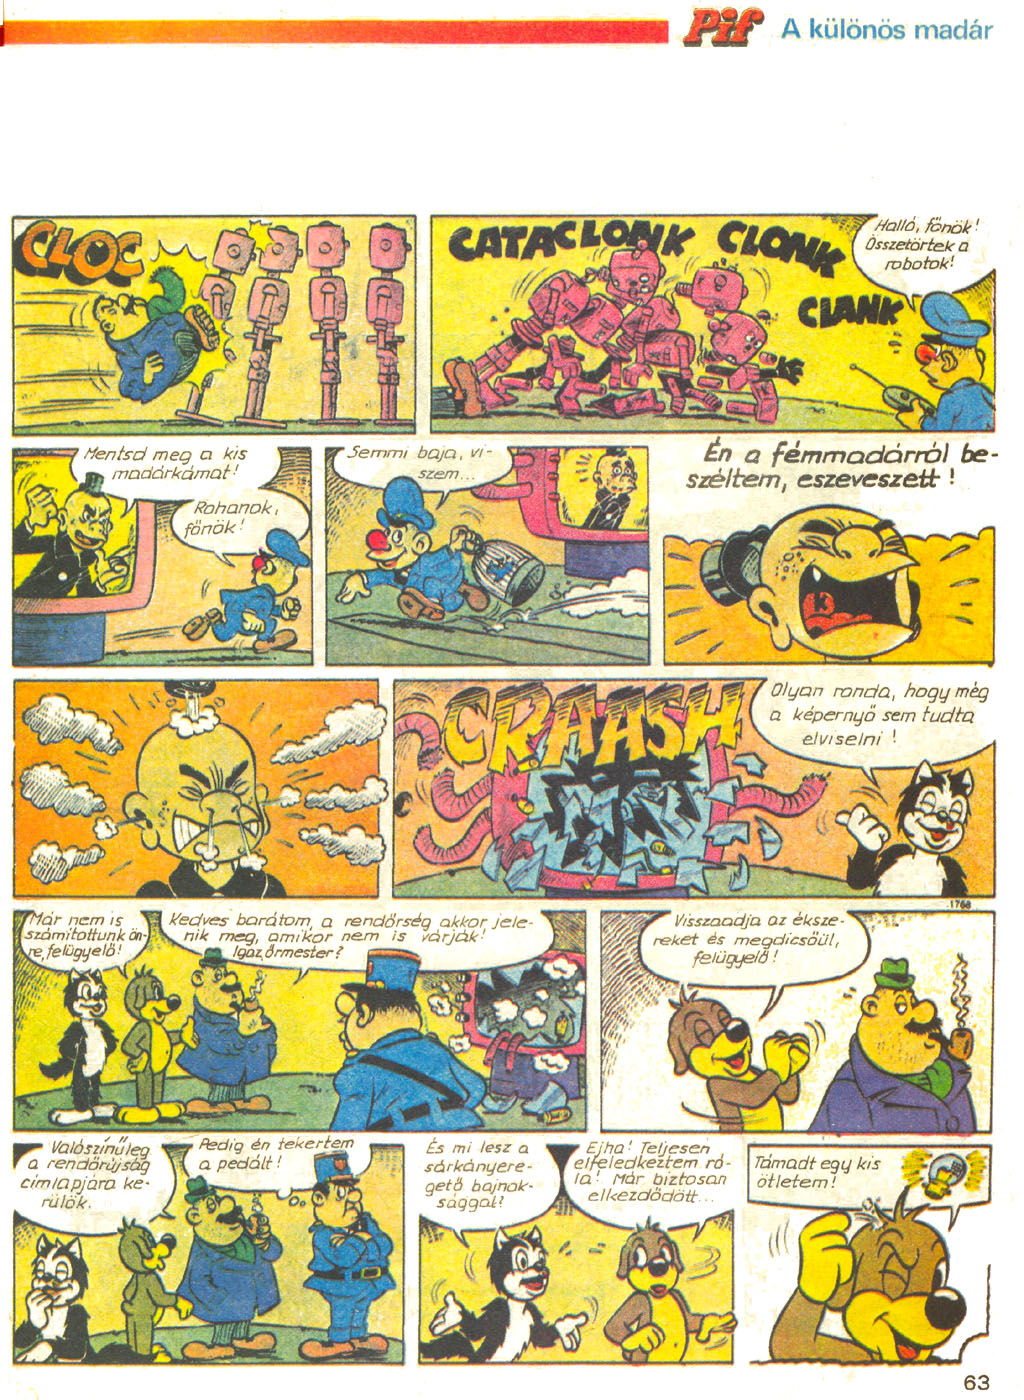 Pif A különös madár
CLOC
CATACLONK CLONK
CLANK
Halló, főnök!
Összetörtek a
robotok!
Mentsd meg a kis
madárkámat!
Rohanok,
főnök!
Semmi baja, vi-
szem...
Én a fémmadárról be-
széltem, eszeveszett!
CRAASH
Olyan ronda, hogy még
a képernyő sem tudta
elviselni!
1768
Már nem is
számítottunk ön-
re, felügyelő!
Kedves barátom, a rendőrség akkor jele-
nik meg, amikor nem is várják!
Igaz őrmester?
Visszaadja az éksze-
reket és megdicsőül,
felügyelő!
Valószínűleg
a rendőrújság
címlapjára ke-
rülök.
Pedig én tekertem
a pedált!
És mi lesz a
sárkányere-
gető bajnok-
sággal?
Ejha! Teljesen
elfeledkeztem ró-
la! Már biztosan
elkezdődött...
Támadt egy kis
ötletem!
63